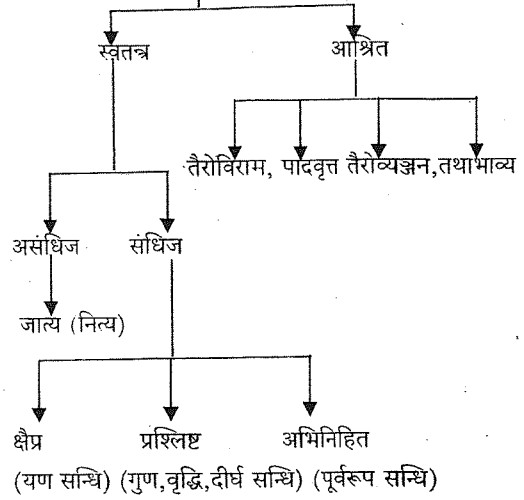 स्वतन्त्र आश्रित
तैरोविराम, पादवृत्त तैरोव्यञ्जन,तथाभाव्य
असंधिज संधिज
जात्य (नित्य)
क्षैप्र प्रश्लिष्ट अभिनिहित
(यण सन्धि) (गुण,वृद्धि,दीर्घ सन्धि) (पूर्वरूप सन्धि)